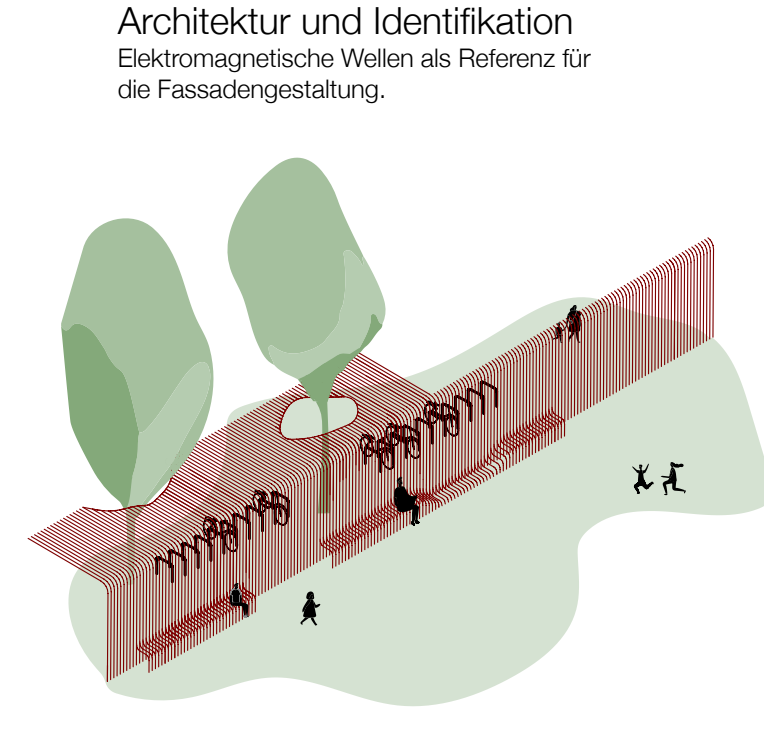 Architektur und Identifikation
Elektromagnetische Wellen als Referenz für
die Fassadengestaltung.